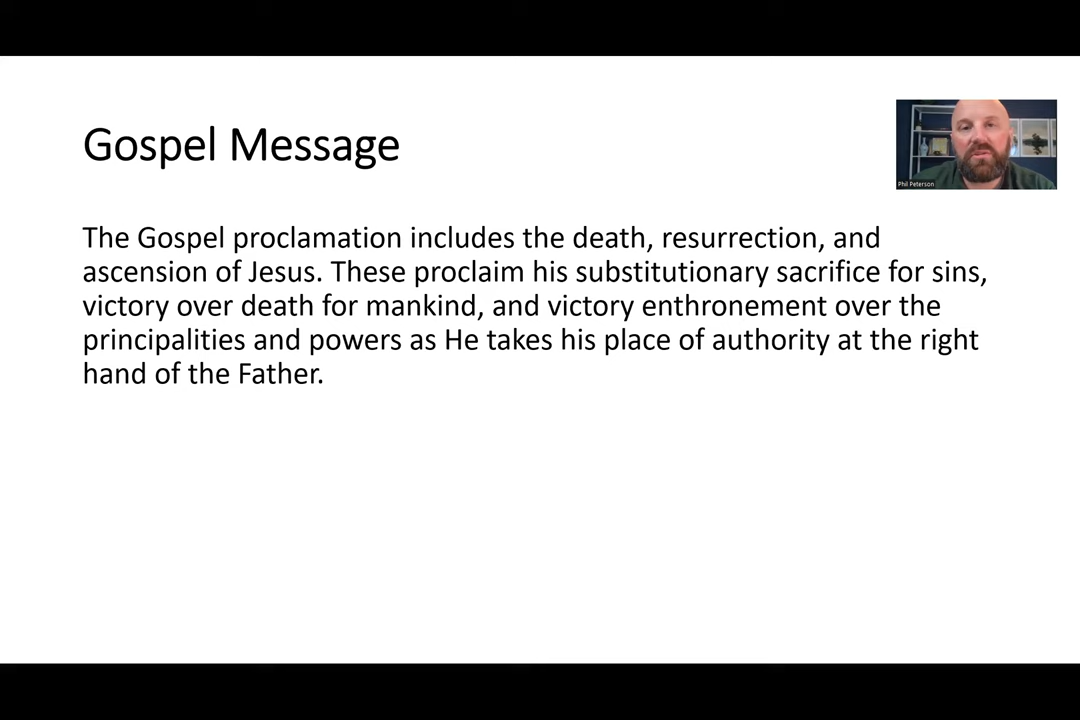 Gospel Message
Phil Peterson
The Gospel proclamation includes the death, resurrection, and
ascension of Jesus. These proclaim his substitutionary sacrifice for sins,
victory over death for mankind, and victory enthronement over the
principalities and powers as He takes his place of authority at the right
hand of the Father.